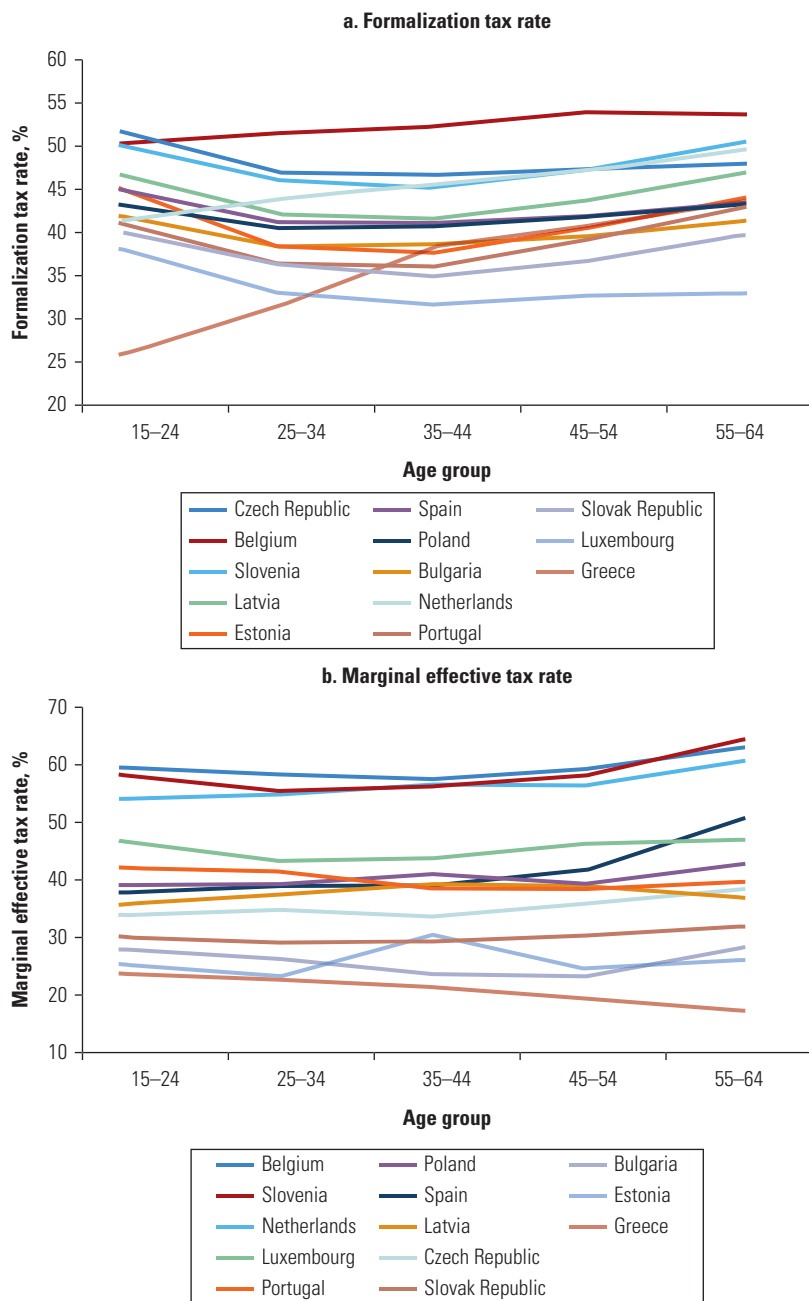 a. Formalization tax rate
60
55
50
45
40
35
30
25
20
Formalization tax rate, %
15–24 25–34 35–44 45–54 55–64
Age group
Czech Republic Spain Slovak Republic
Belgium Poland Luxembourg
Slovenia Bulgaria Greece
Latvia Netherlands
Estonia Portugal
b. Marginal effective tax rate
70
60
50
40
30
20
10
Marginal effective tax rate, %
15–24 25–34 35–44 45–54 55–64
Age group
Belgium Poland Bulgaria
Slovenia Spain Estonia
Netherlands Latvia Greece
Luxembourg Czech Republic
Portugal Slovak Republic